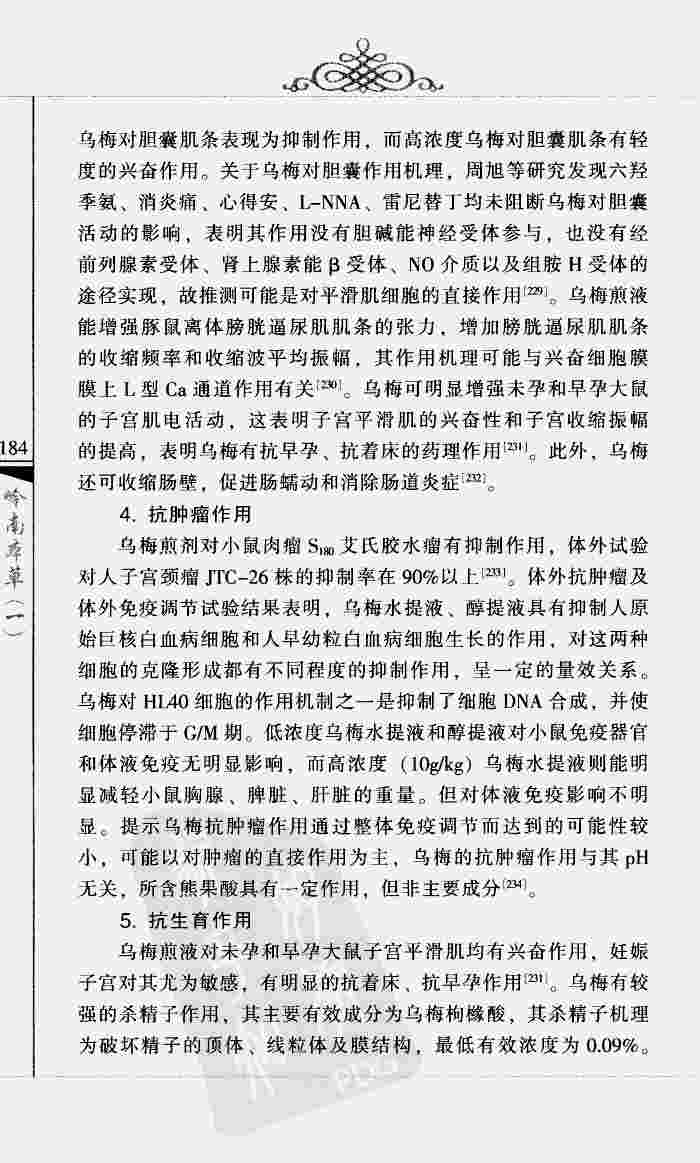 乌梅对胆囊肌条表现为抑制作用，而高浓度乌梅对胆囊肌条有轻
度的兴奋作用。关于乌梅对胆囊作用机理，周旭等研究发现六羟
季氨、消炎痛、心得安、L-NNA、雷尼替丁均未阻断乌梅对胆囊
活动的影响，表明其作用没有胆碱能神经受体参与，也没有经
前列腺素受体、肾上腺素能 β 受体、NO 介质以及组胺 H 受体的
途径实现，故推测可能是对平滑肌细胞的直接作用[229]。乌梅煎液
能增强豚鼠离体膀胱逼尿肌肌条的张力，增加膀胱逼尿肌肌条
的收缩频率和收缩波平均振幅，其作用机理可能与兴奋细胞膜
膜上 L 型 Ca 通道作用有关[230]。乌梅可明显增强未孕和早孕大鼠
的子宫肌电活动，这表明子宫平滑肌的兴奋性和子宫收缩振幅
的提高，表明乌梅有抗早孕、抗着床的药理作用[231]。此外，乌梅
还可收缩肠壁，促进肠蠕动和消除肠道炎症[232]。
4. 抗肿瘤作用
乌梅煎剂对小鼠肉瘤 S180 艾氏胶水瘤有抑制作用，体外试验
对人子宫颈瘤 JTC-26 株的抑制率在 90%以上[233]。体外抗肿瘤及
体外免疫调节试验结果表明，乌梅水提液、醇提液具有抑制人原
始巨核白血病细胞和人早幼粒白血病细胞生长的作用，对这两种
细胞的克隆形成都有不同程度的抑制作用，呈一定的量效关系。
乌梅对 HL40 细胞的作用机制之一是抑制了细胞 DNA 合成，并使
细胞停滞于 G/M 期。低浓度乌梅水提液和醇提液对小鼠免疫器官
和体液免疫无明显影响，而高浓度（10g/kg）乌梅水提液则能明
显减轻小鼠胸腺、脾脏、肝脏的重量。但对体液免疫影响不明
显。提示乌梅抗肿瘤作用通过整体免疫调节而达到的可能性较
小，可能以对肿瘤的直接作用为主，乌梅的抗肿瘤作用与其 pH
无关，所含熊果酸具有一定作用，但非主要成分[234]。
5. 抗生育作用
乌梅煎液对未孕和早孕大鼠子宫平滑肌均有兴奋作用，妊娠
子宫对其尤为敏感，有明显的抗着床、抗早孕作用[231]。乌梅有较
强的杀精子作用，其主要有效成分为乌梅枸橼酸，其杀精子机理
为破坏精子的顶体、线粒体及膜结构，最低有效浓度为 0.09%。
184
岭南采草（一）
PDG